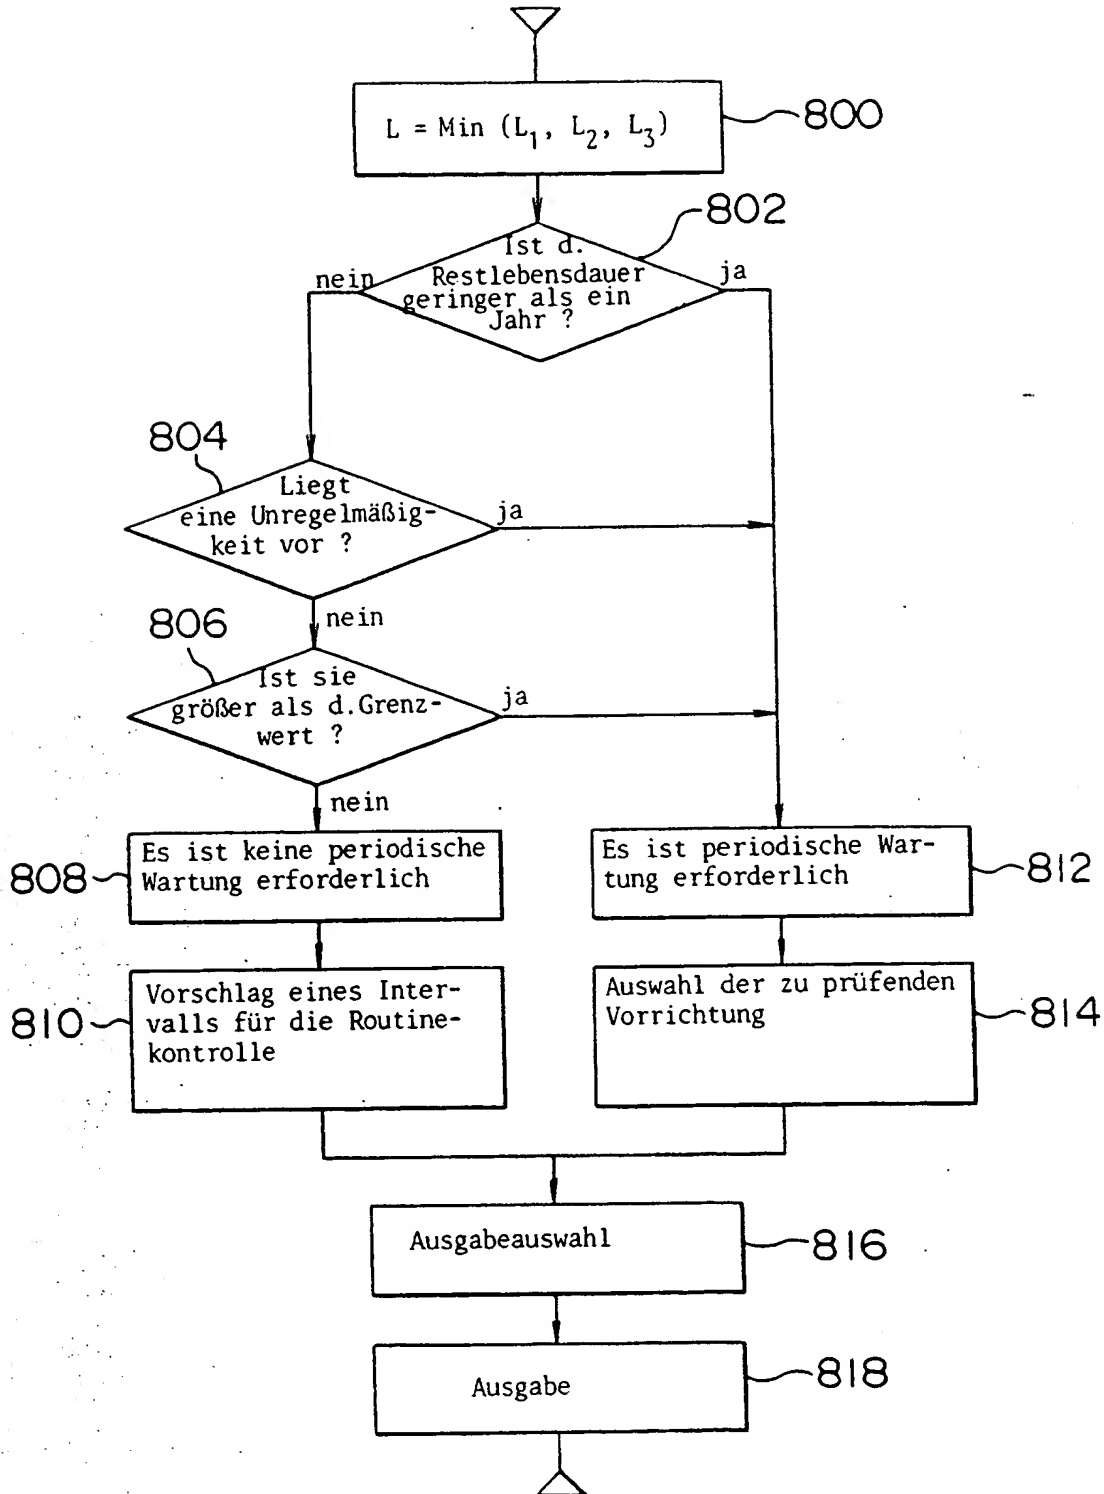 L = Min (L₁, L₂, L₃)
800
802
Ist d.
Restlebensdauer
geringer als ein
Jahr ?
nein
ja
804
Liegt
eine Unregelmäßig-
keit vor ?
ja
nein
806
Ist sie
größer als d.Grenz-
wert ?
ja
nein
808
Es ist keine periodische
Wartung erforderlich
Es ist periodische War-
tung erforderlich
812
810
Vorschlag eines Inter-
valls für die Routine-
kontrolle
Auswahl der zu prüfenden
Vorrichtung
814
Ausgabeauswahl
816
Ausgabe
818